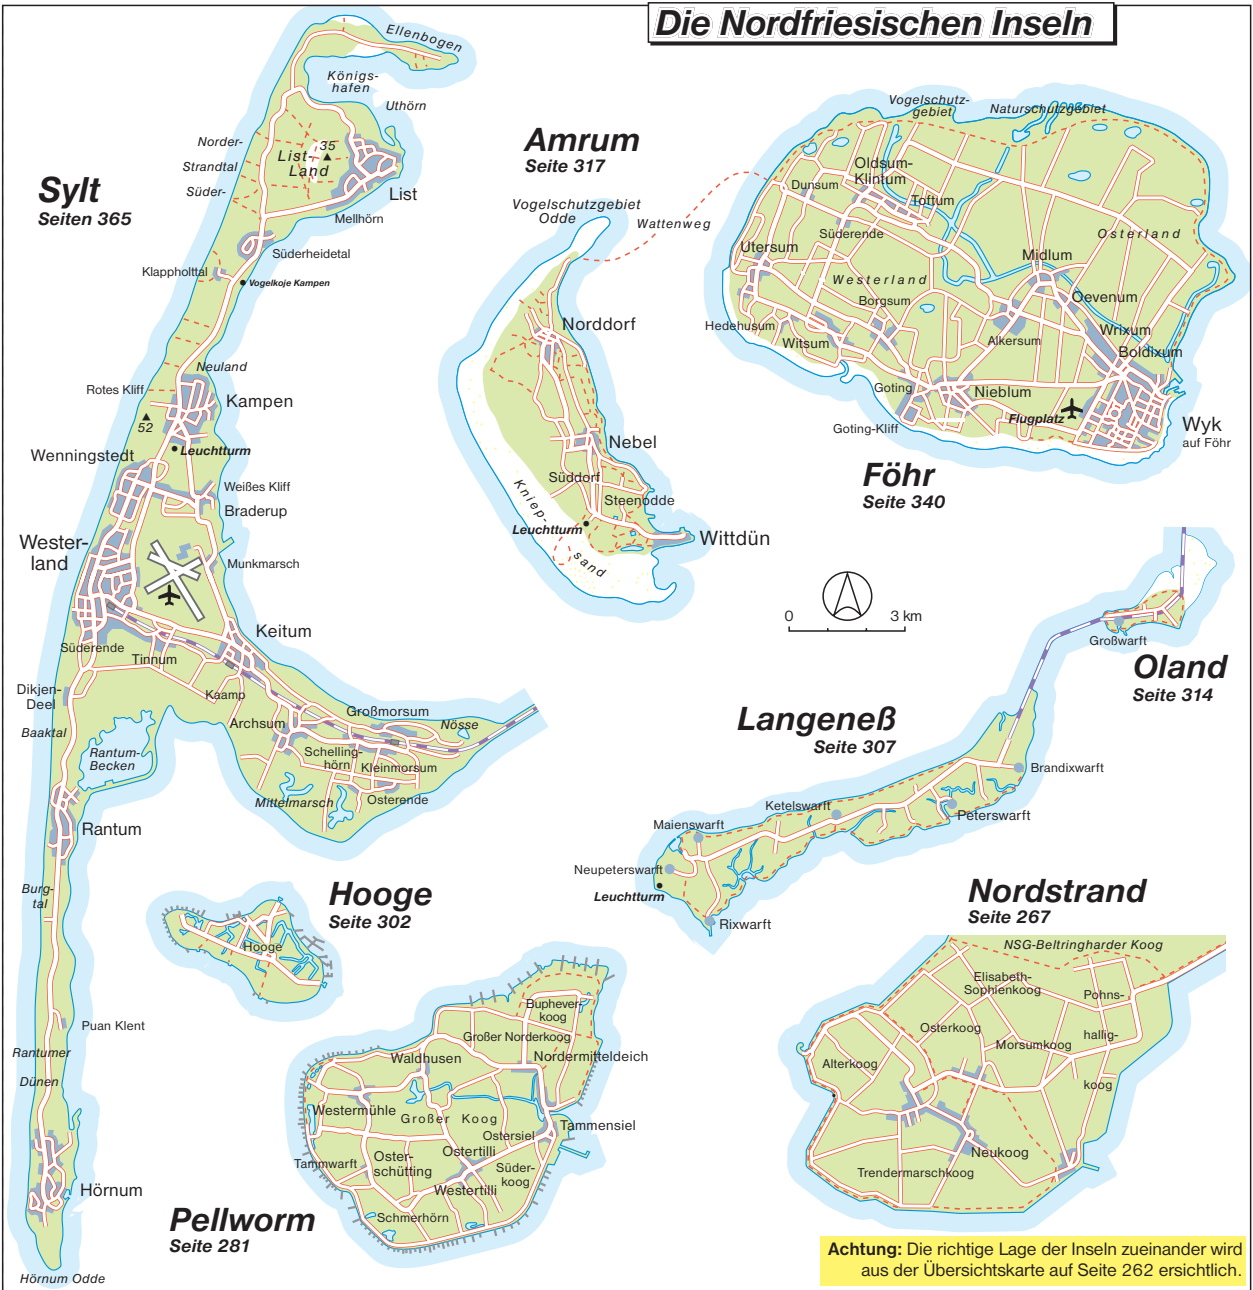 Die Nordfriesischen Inseln
Sylt
Seiten 365
Ellenbogen
Königs-
hafen
Uthörn
Norder-
Strandtal
Süder-
35
List-
Land
List
Mellhörn
Süderheidetal
Klappholttal
Vogelkoje Kampen
Neuland
Rotes Kliff
Kampen
52
Leuchtturm
Wenningstedt
Weißes Kliff
Braderup
Wester-
land
Munkmarsch
Keitum
Süderende
Tinnum
Dikjen-
Deel
Kaamp
Archsum
Großmorsum
Nösse
Baaktal
Rantum-
Becken
Schelling-
hörn
Kleinmorsum
Mittelmarsch
Osterende
Rantum
Burg-
tal
Puan Klent
Rantumer
Dünen
Hörnum
Hörnum Odde
Amrum
Seite 317
Vogelschutzgebiet
Odde
Wattenweg
Norddorf
Nebel
Süddorf
Steenodde
Kniep-
sand
Leuchtturm
Wittdün
Vogelschutz-
gebiet
Naturschutzgebiet
Oldsum-
Klintum
Dunsum
Toftum
Süderende
Osterland
Utersum
Midlum
Westerland
Borgsum
Oevenum
Hedehusum
Witsum
Alkersum
Wrixum
Boldixum
Goting
Nieblum
Flugplatz
Goting-Kliff
Wyk
auf Föhr
Föhr
Seite 340
0
3 km
Großwarft
Oland
Seite 314
Langeneß
Seite 307
Brandixwarft
Ketelswarft
Peterswarft
Maienswarft
Neupeterswarft
Leuchtturm
Rixwarft
Hooge
Seite 302
Hooge
Pellworm
Seite 281
Buphever-
koog
Großer Norderkoog
Waldhusen
Nordermitteldeich
Westermühle
Großer Koog
Tammensiel
Ostersiel
Ostertilli
Tammwarft
Oster-
schütting
Süder-
koog
Westertilli
Schmerhörn
Nordstrand
Seite 267
NSG-Beltringharder Koog
Elisabeth-
Sophienkoog
Pohns-
hallig-
koog
Osterkoog
Morsumkoog
Alterkoog
Neukoog
Trendermarschkoog
Achtung: Die richtige Lage der Inseln zueinander wird
aus der Übersichtskarte auf Seite 262 ersichtlich.